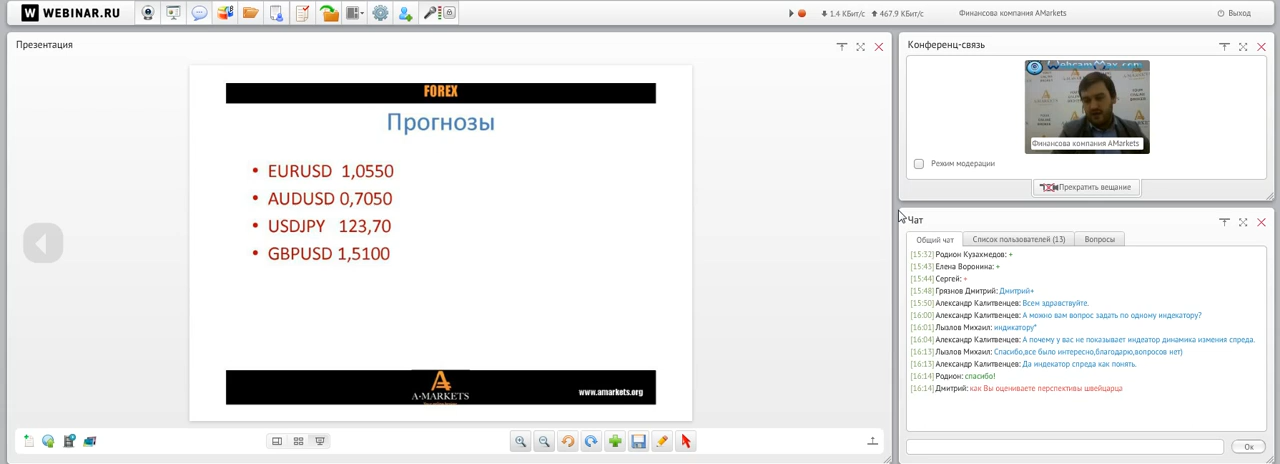 W WEBINAR.RU
1.4 КБит/с
467.9 КБит/с
Финансова компания AMarkets
Выход
Презентация
FOREX
Прогнозы
• EURUSD 1,0550
• AUDUSD 0,7050
• USDJPY 123,70
• GBPUSD 1,5100
A-MARKETS
www.amarkets.org
Конференц-связь
WebcamMax.com
Финансова компания AMarkets
Режим модерации
Прекратить вещание
Чат
Общий чат
Список пользователей (13)
Вопросы
[15:32] Родион Кузахмедов: +
[15:43] Елена Воронина: +
[15:44] Сергей: +
[15:48] Грязнов Дмитрий: Дмитрий+
[15:50] Александр Калитвенцев: Всем здравствуйте.
[16:00] Александр Калитвенцев: А можно вам вопрос задать по одному индекатору?
[16:01] Лызлов Михаил: индикатору*
[16:04] Александр Калитвенцев: А почему у вас не показывает индеатор динамика измения спреда.
[16:13] Лызлов Михаил: Спасибо,все было интересно,благодарю,вопросов нет)
[16:13] Александр Калитвенцев: Да индекатор спреда как понять.
[16:14] Родион: спасибо!
[16:14] Дмитрий: как Вы оцениваете перспективы швейцарца
Ок